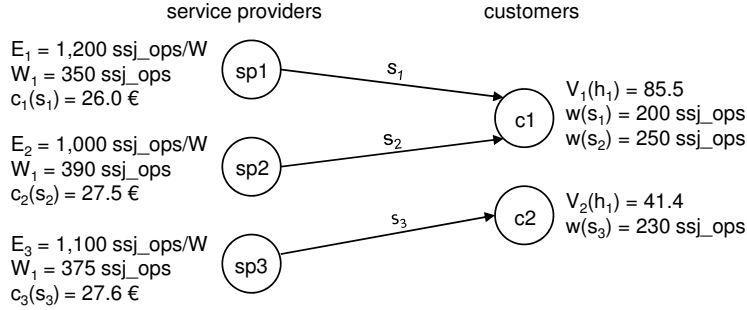 service providers
customers
E₁ = 1,200 ssj_ops/W
W₁ = 350 ssj_ops
c₁(s₁) = 26.0 €
sp1
s₁
c1
V₁(h₁) = 85.5
w(s₁) = 200 ssj_ops
w(s₂) = 250 ssj_ops
E₂ = 1,000 ssj_ops/W
W₁ = 390 ssj_ops
c₂(s₂) = 27.5 €
sp2
s₂
c2
V₂(h₁) = 41.4
w(s₃) = 230 ssj_ops
E₃ = 1,100 ssj_ops/W
W₁ = 375 ssj_ops
c₃(s₃) = 27.6 €
sp3
s₃